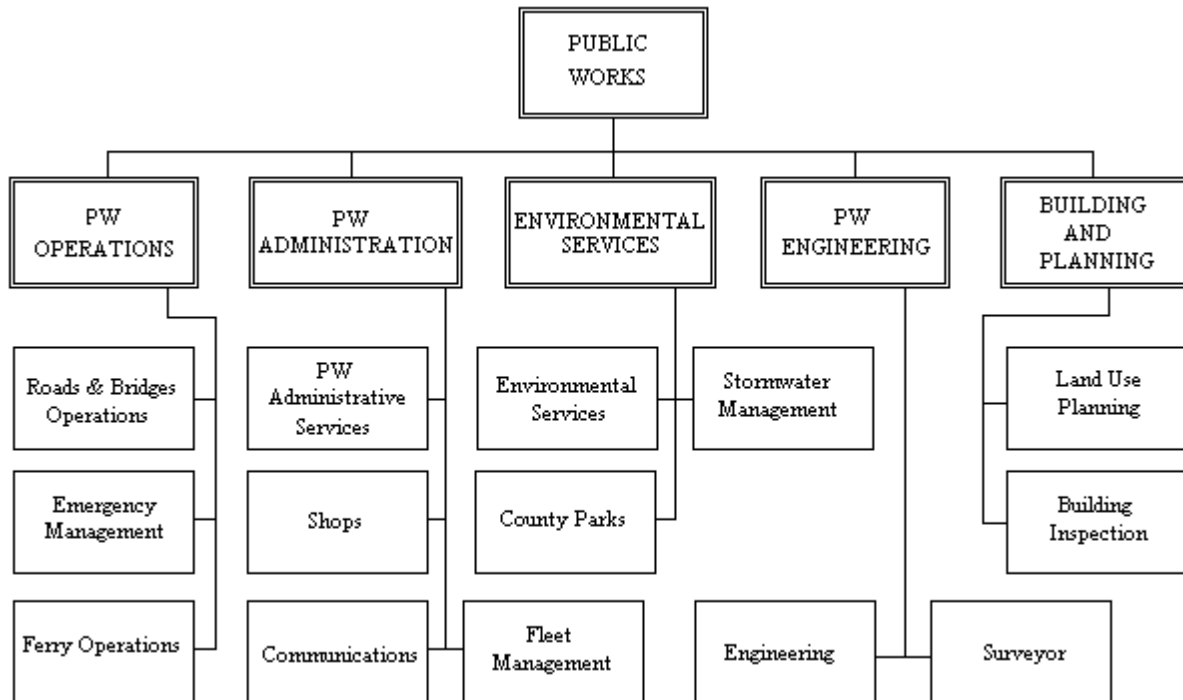 PUBLIC
WORKS
PW
OPERATIONS
PW
ADMINISTRATION
ENVIRONMENTAL
SERVICES
PW
ENGINEERING
BUILDING
AND
PLANNING
Roads & Bridges
Operations
PW
Administrative
Services
Environmental
Services
Stormwater
Management
Land Use
Planning
Emergency
Management
Shops
County Parks
Building
Inspection
Ferry Operations
Communications
Fleet
Management
Engineering
Surveyor